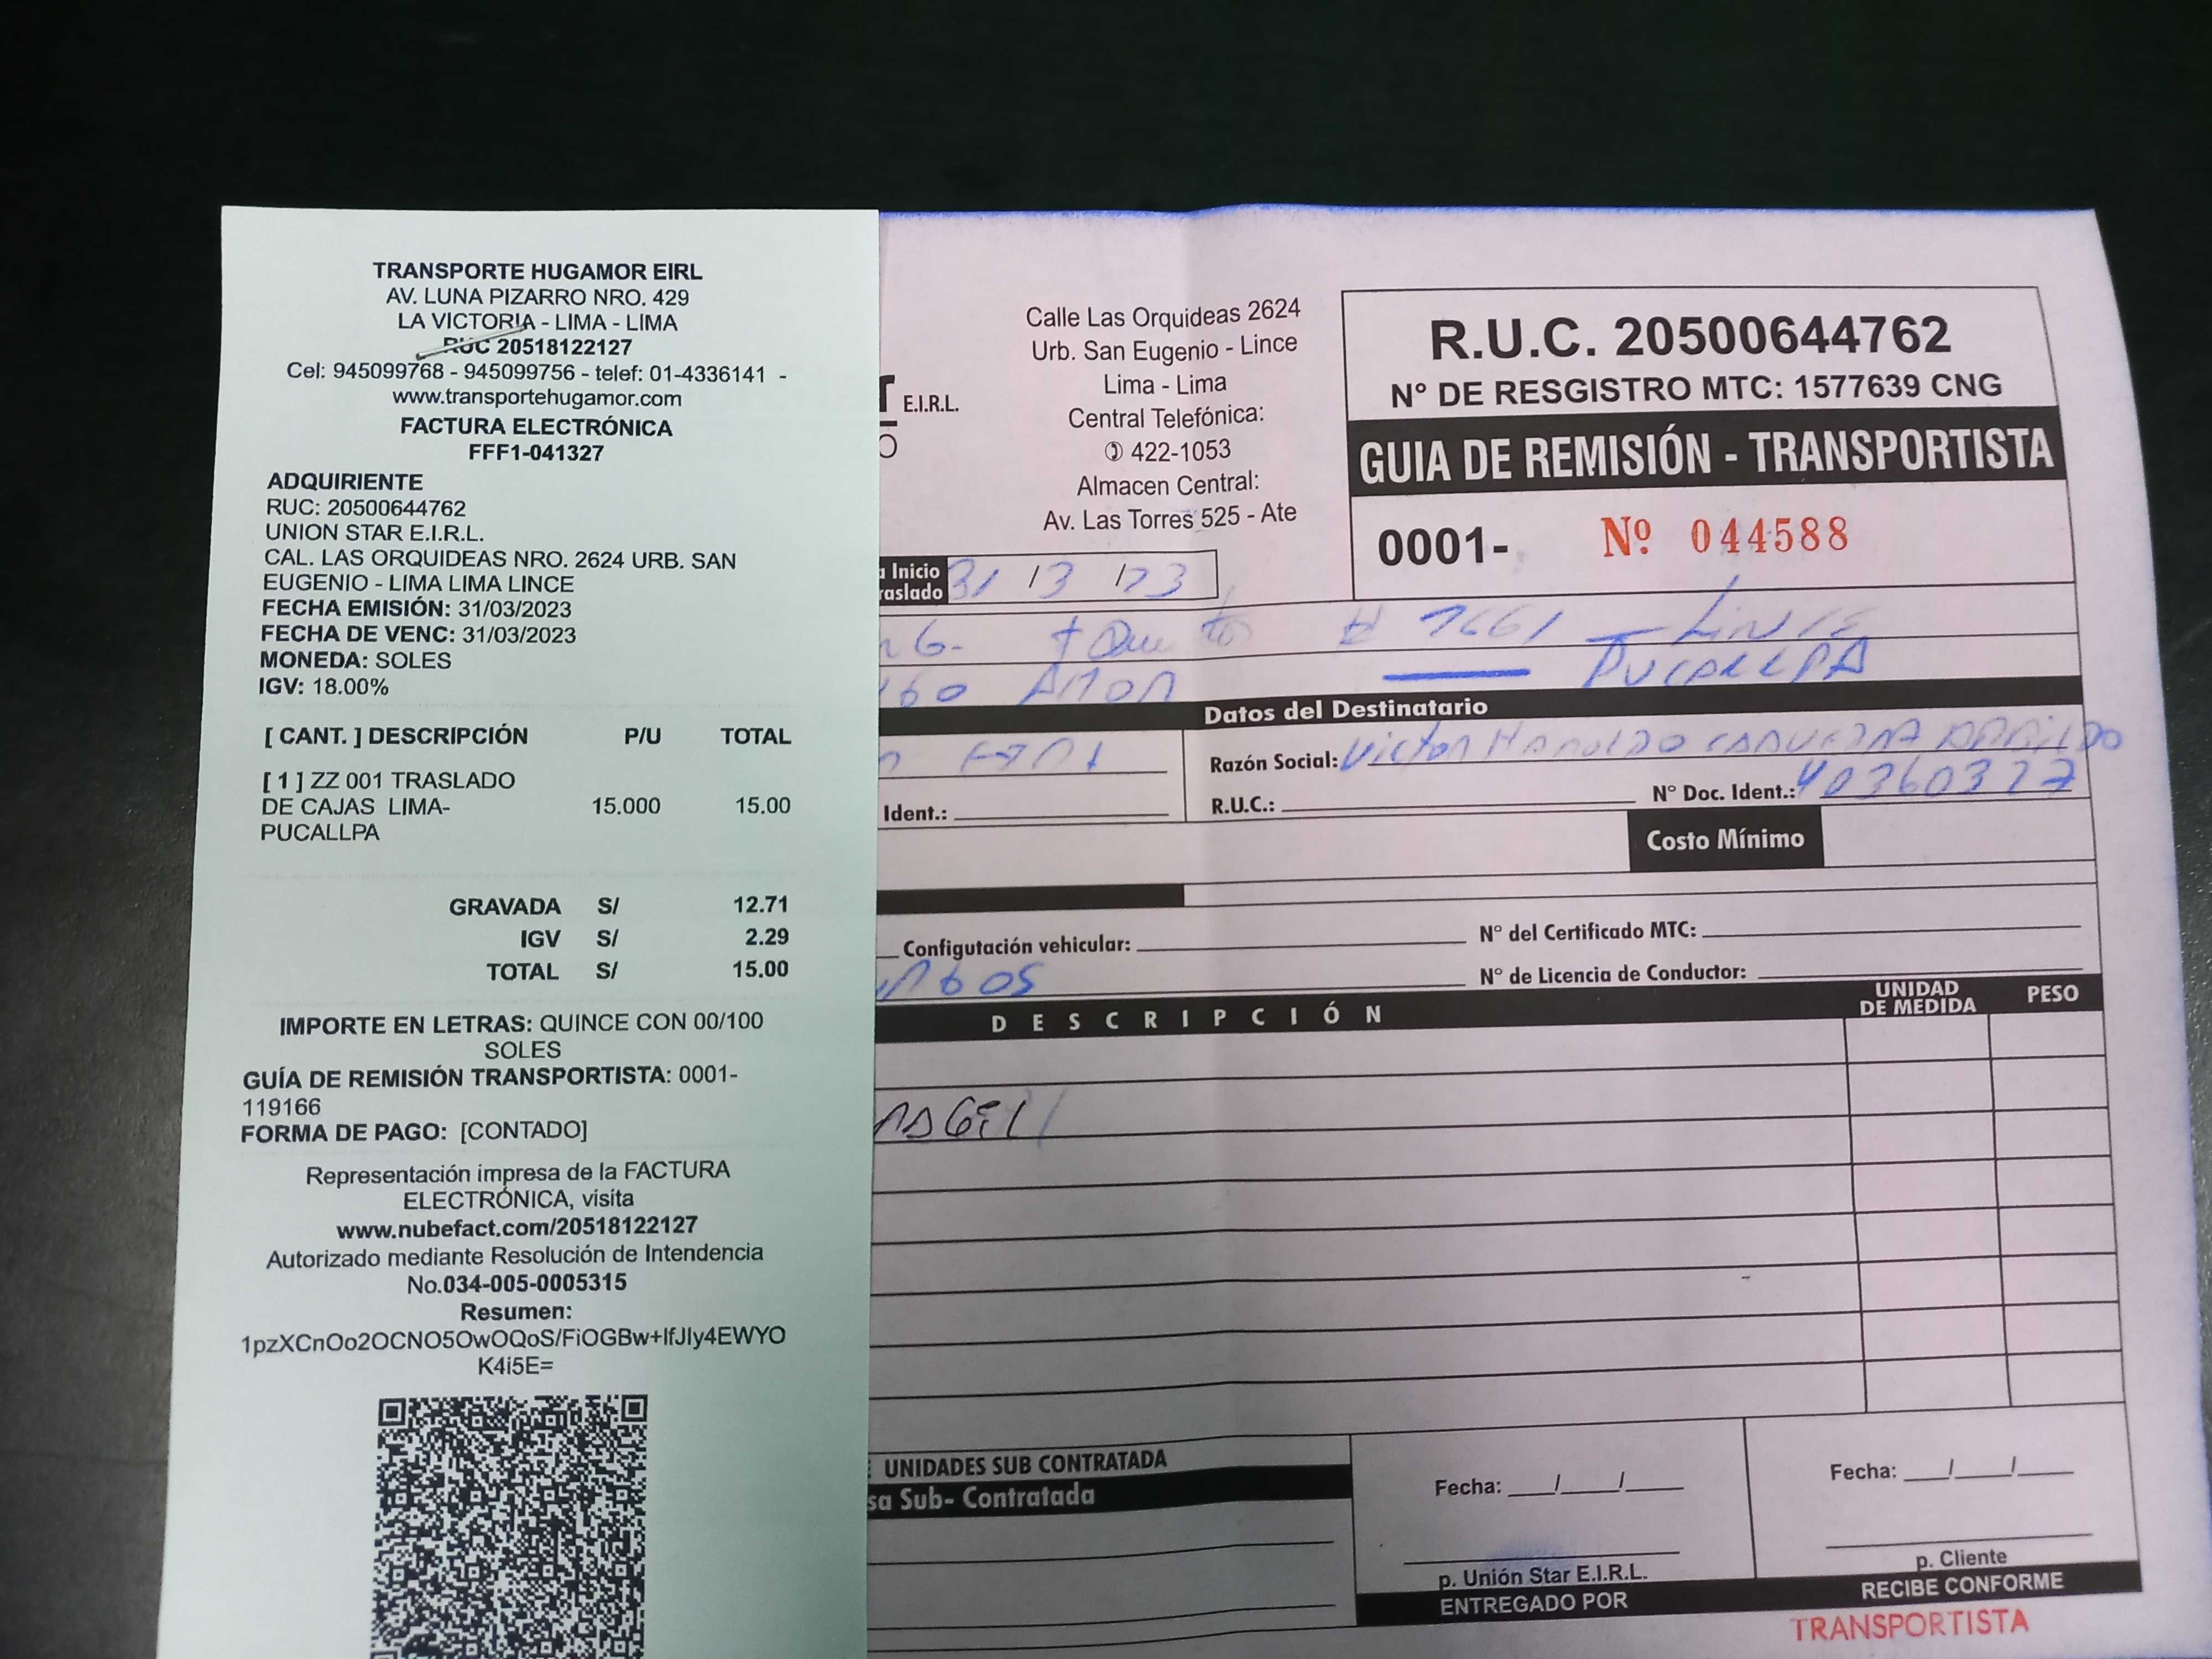 TRANSPORTE HUGAMOR EIRL
AV. LUNA PIZARRO NRO. 429
LA VICTORIA - LIMA - LIMA
RUC 20518122127
Cel: 945099768 - 945099756 - telef: 01-4336141 -
www.transportehugamor.com
FACTURA ELECTRÓNICA
FFF1-041327
ADQUIRIENTE
RUC: 20500644762
UNION STAR E.I.R.L.
CAL. LAS ORQUIDEAS NRO. 2624 URB. SAN
EUGENIO - LIMA LIMA LINCE
FECHA EMISIÓN: 31/03/2023
FECHA DE VENC: 31/03/2023
MONEDA: SOLES
IGV: 18.00%
[ CANT. ] DESCRIPCIÓN P/U TOTAL
[ 1 ] ZZ 001 TRASLADO
DE CAJAS LIMA- 15.000 15.00
PUCALLPA
GRAVADA S/ 12.71
IGV S/ 2.29
TOTAL S/ 15.00
IMPORTE EN LETRAS: QUINCE CON 00/100
SOLES
GUÍA DE REMISIÓN TRANSPORTISTA: 0001-
119166
FORMA DE PAGO: [CONTADO]
Representación impresa de la FACTURA
ELECTRÓNICA, visita
www.nubefact.com/20518122127
Autorizado mediante Resolución de Intendencia
No.034-005-0005315
Resumen:
1pzXCnOo2OCNO5OwOQoS/FiOGBw+IfJIy4EWYO
K4i5E=
E.I.R.L.
Calle Las Orquideas 2624
Urb. San Eugenio - Lince
Lima - Lima
Central Telefónica:
422-1053
Almacen Central:
Av. Las Torres 525 - Ate
R.U.C. 20500644762
N° DE RESGISTRO MTC: 1577639 CNG
GUIA DE REMISIÓN - TRANSPORTISTA
0001- Nº 044588
Inicio
raslado 31/3/23
Lince
PUCALLPA
Datos del Destinatario
Razón Social: Victor Haroldo
Ident.:
R.U.C.: N° Doc. Ident.: 40360327
Costo Mínimo
Configutación vehicular: N° del Certificado MTC:
N° de Licencia de Conductor:
DESCRIPCIÓN UNIDAD DE MEDIDA PESO
UNIDADES SUB CONTRATADA
sa Sub- Contratada
Fecha: / /
p. Unión Star E.I.R.L.
ENTREGADO POR
Fecha: / /
p. Cliente
RECIBE CONFORME
TRANSPORTISTA